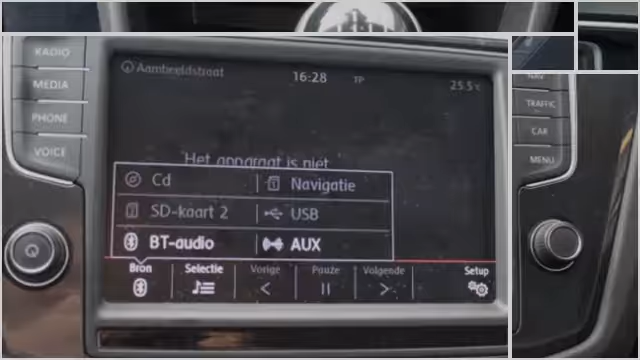 RADIO
MEDIA
PHONE
VOICE
Aambeeldstraat
16:28
TP
25.5°C
Het apparaat is niet
Cd
Navigatie
SD-kaart 2
USB
BT-audio
AUX
Bron
Selectie
Vorige
Pauze
Volgende
Setup
NAV
TRAFFIC
CAR
MENU